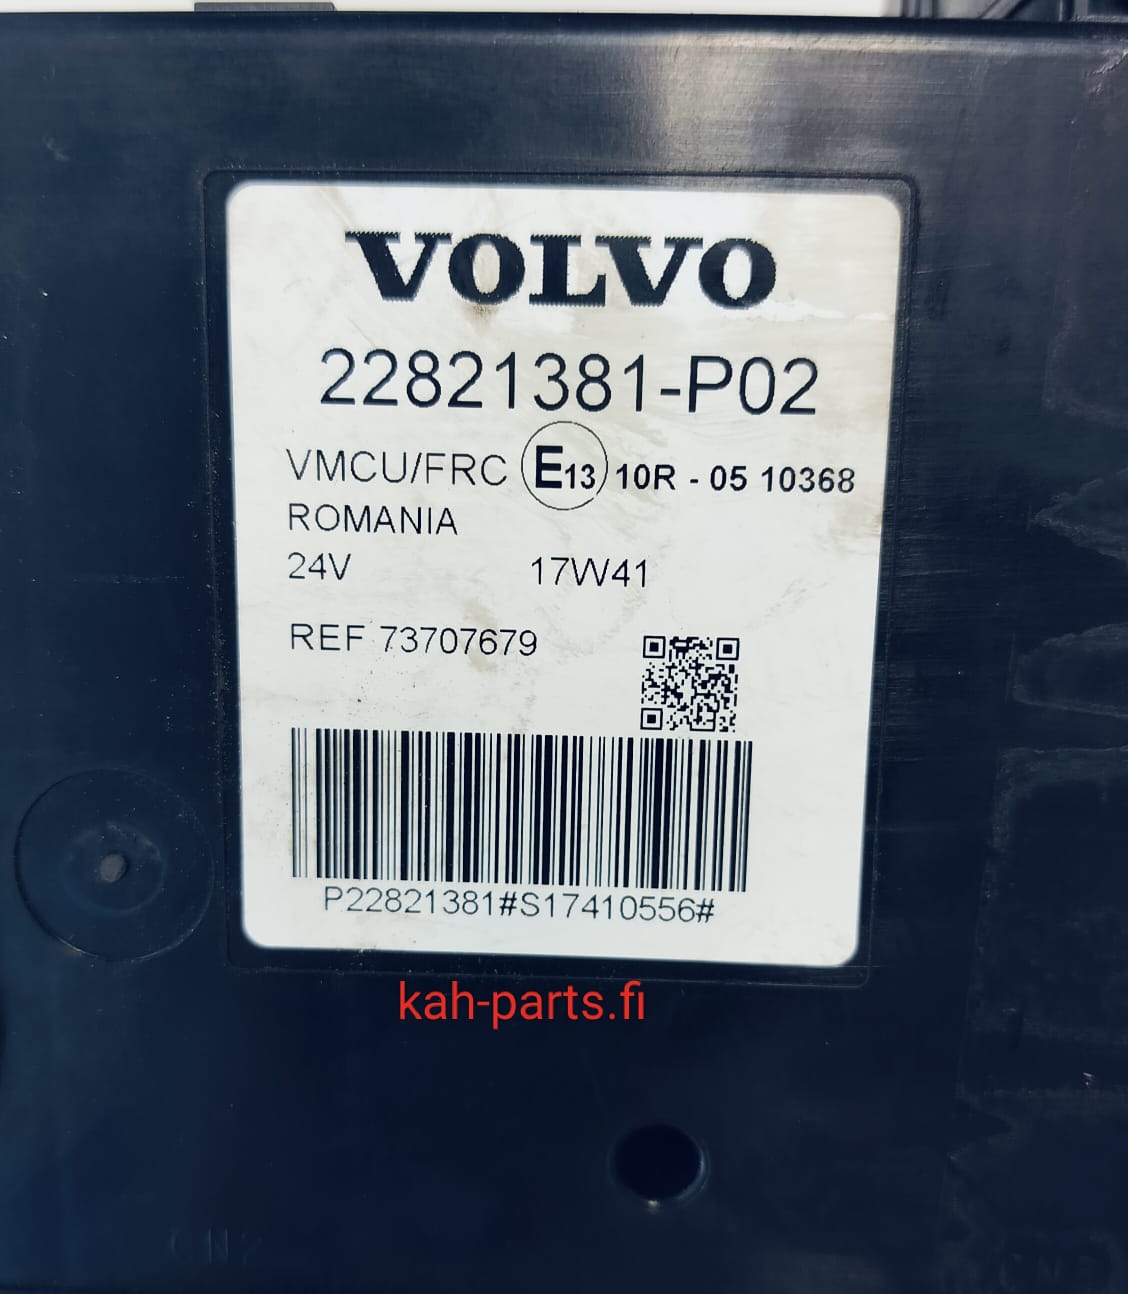 VOLVO
22821381-P02
VMCU/FRC E13 10R - 05 10368
ROMANIA
24V 17W41
REF 73707679
P22821381#S17410556#
kah-parts.fi